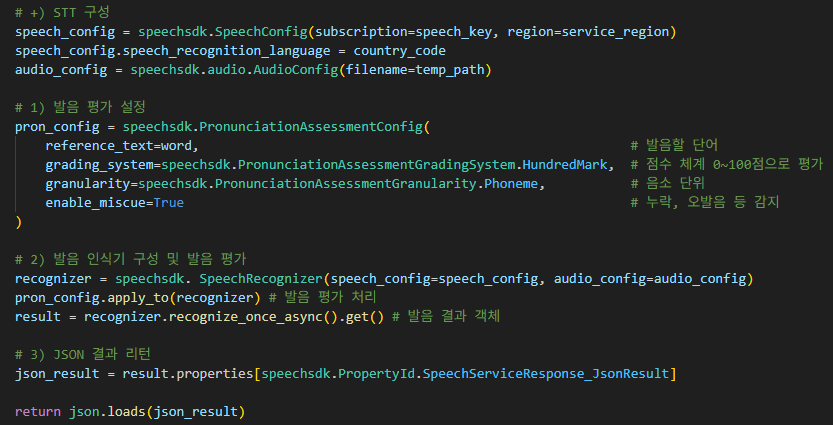 # +) STT 구성
speech_config = speechsdk.SpeechConfig(subscription=speech_key, region=service_region)
speech_config.speech_recognition_language = country_code
audio_config = speechsdk.audio.AudioConfig(filename=temp_path)
# 1) 발음 평가 설정
pron_config = speechsdk.PronunciationAssessmentConfig(
    reference_text=word, # 발음할 단어
    grading_system=speechsdk.PronunciationAssessmentGradingSystem.HundredMark, # 점수 체계 0~100점으로 평가
    granularity=speechsdk.PronunciationAssessmentGranularity.Phoneme, # 음소 단위
    enable_miscue=True # 누락, 오발음 등 감지
)
# 2) 발음 인식기 구성 및 발음 평가
recognizer = speechsdk. SpeechRecognizer(speech_config=speech_config, audio_config=audio_config)
pron_config.apply_to(recognizer) # 발음 평가 처리
result = recognizer.recognize_once_async().get() # 발음 결과 객체
# 3) JSON 결과 리턴
json_result = result.properties[speechsdk.PropertyId.SpeechServiceResponse_JsonResult]
return json.loads(json_result)